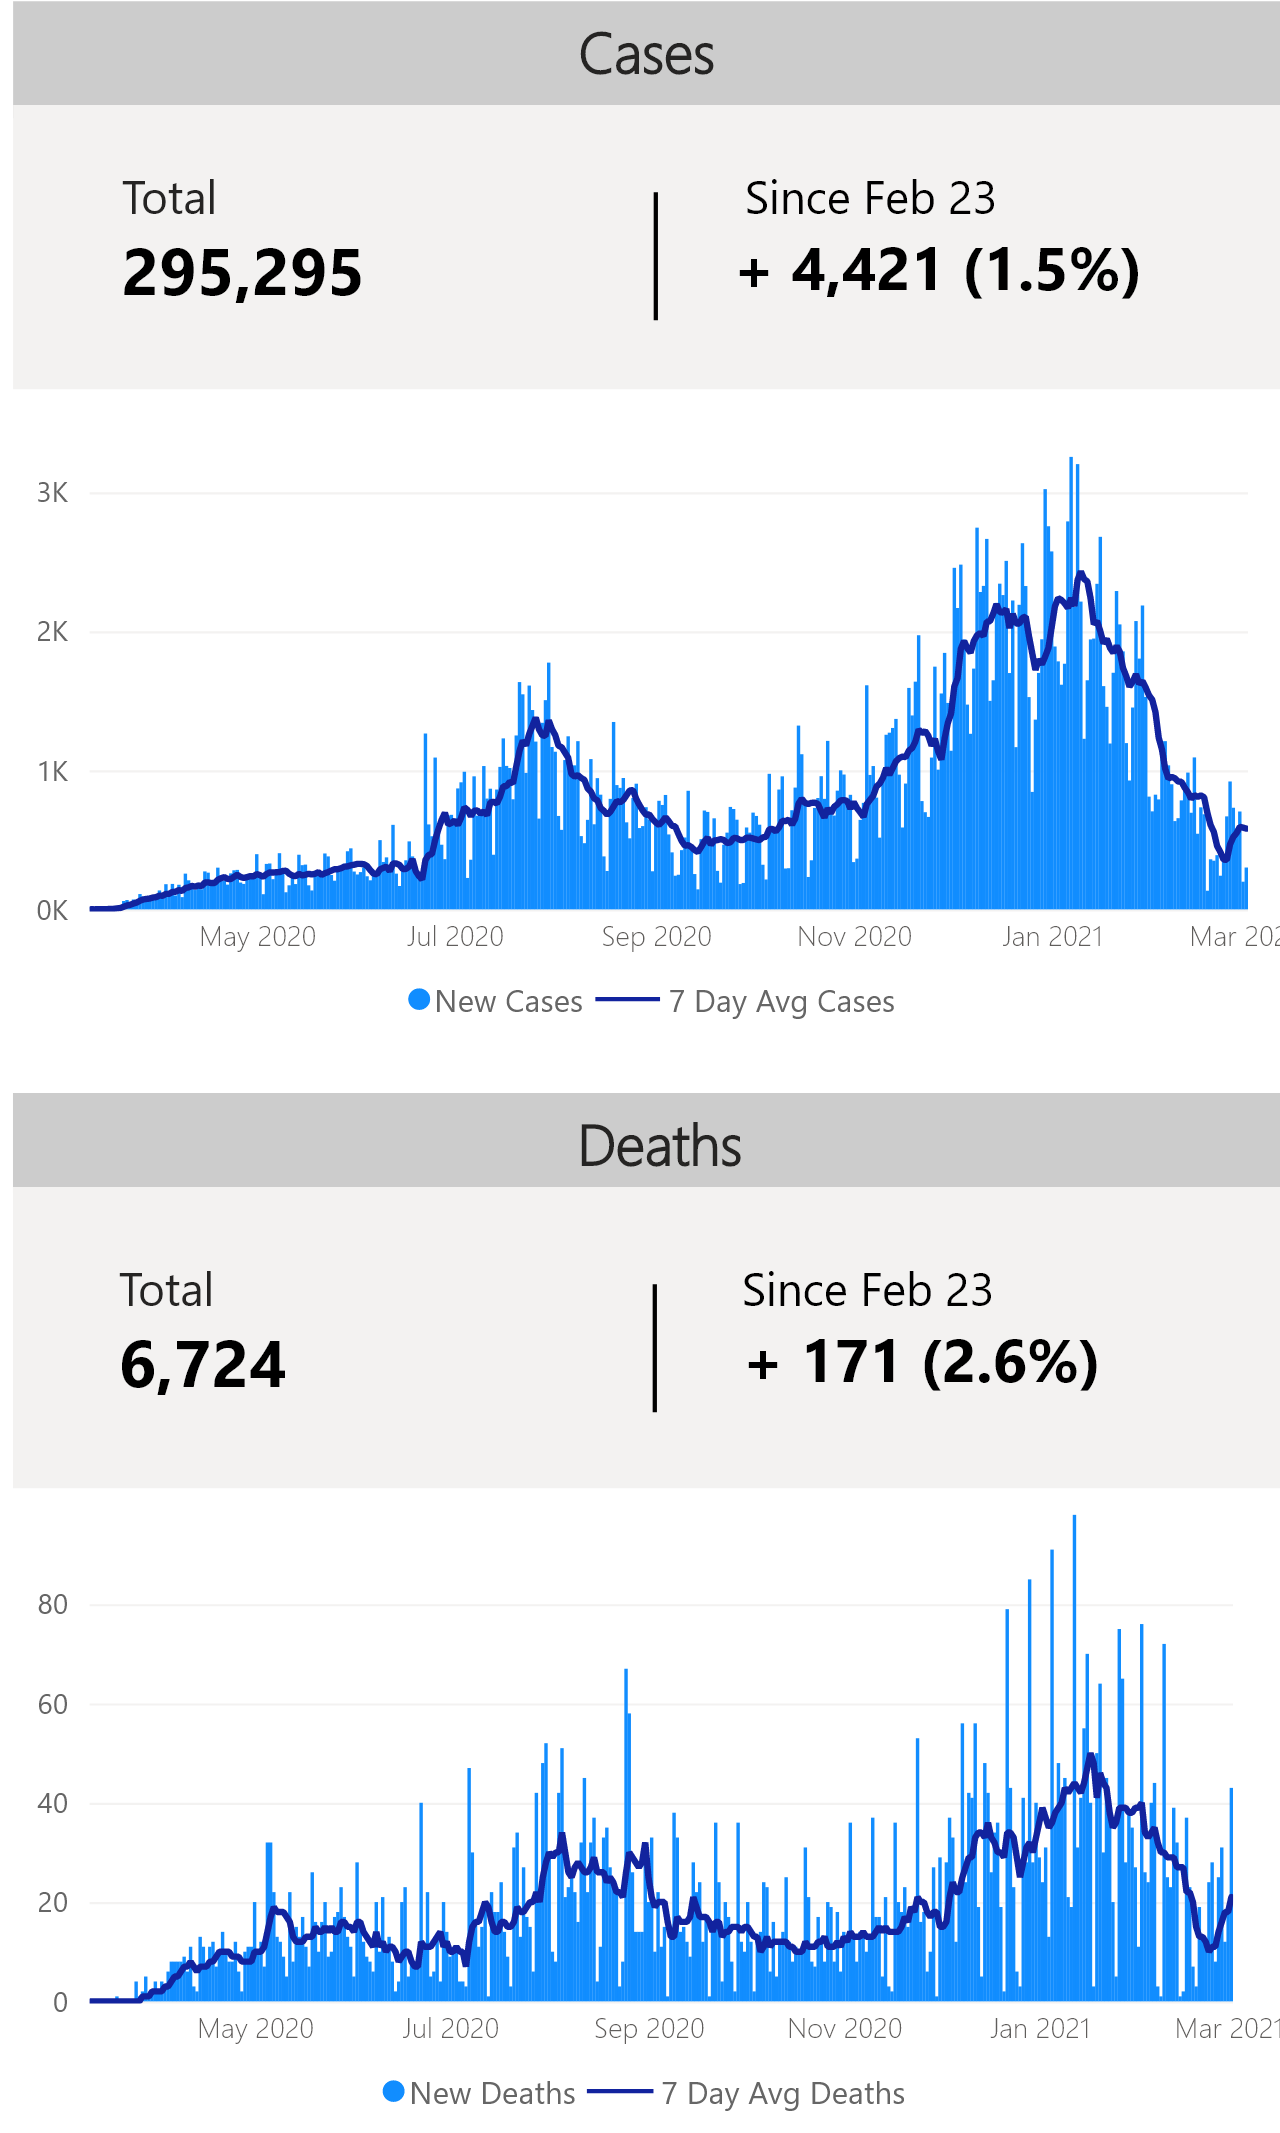 Cases
Total
Since Feb 23
295,295
+ 4,421 (1.5%)
3K
2K
1K
0K
May 2020 Jul 2020 Sep 2020 Nov 2020 Jan 2021 Mar 202
New Cases 7 Day Avg Cases
Deaths
Total
Since Feb 23
6,724
+ 171 (2.6%)
80
60
40
20
0
May 2020 Jul 2020 Sep 2020 Nov 2020 Jan 2021 Mar 2021
New Deaths 7 Day Avg Deaths